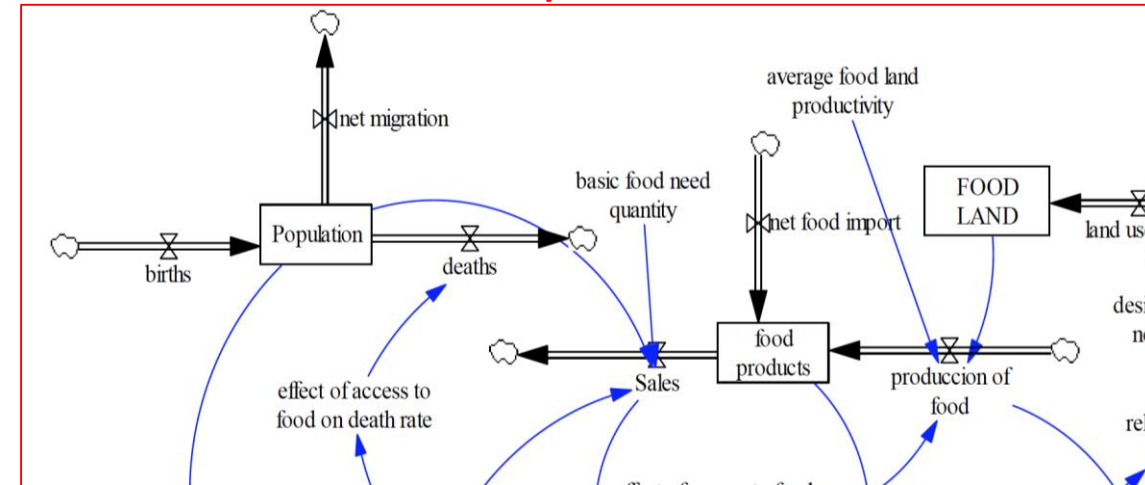 average food land
productivity
net migration
basic food need
quantity
FOOD
LAND
Population
net food import
births
deaths
food
products
Sales
produccion of
food
effect of access to
food on death rate